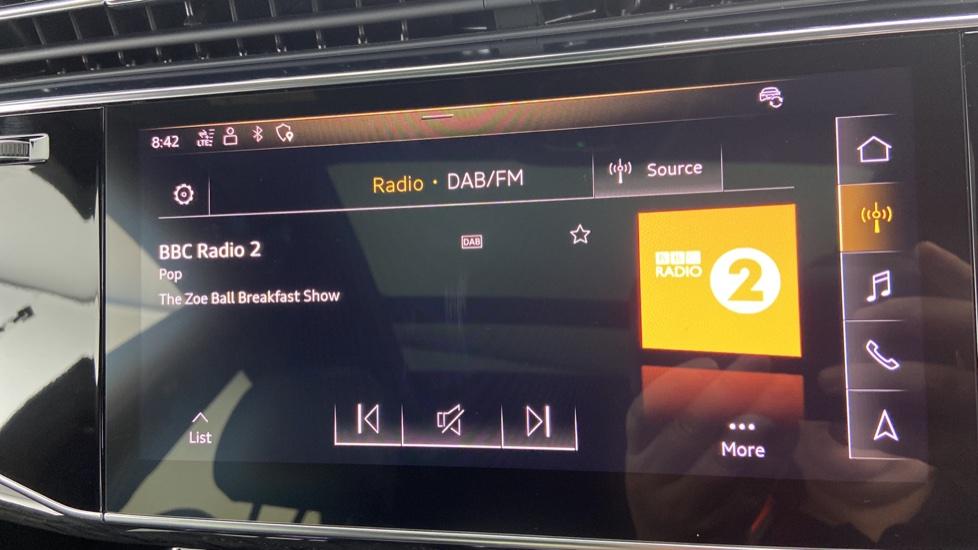 8:42
LTE
Radio · DAB/FM
Source
BBC Radio 2
DAB
Pop
The Zoe Ball Breakfast Show
BBC
RADIO 2
List
More